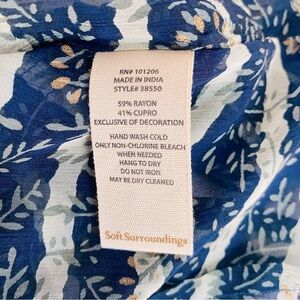 RN# 101206
MADE IN INDIA
STYLE# 38550
59% RAYON
41% CUPRO
EXCLUSIVE OF DECORATION
HAND WASH COLD
ONLY NON-CHLORINE BLEACH
WHEN NEEDED
HANG TO DRY
DO NOT IRON
MAY BE DRY CLEANED
Soft Surroundings